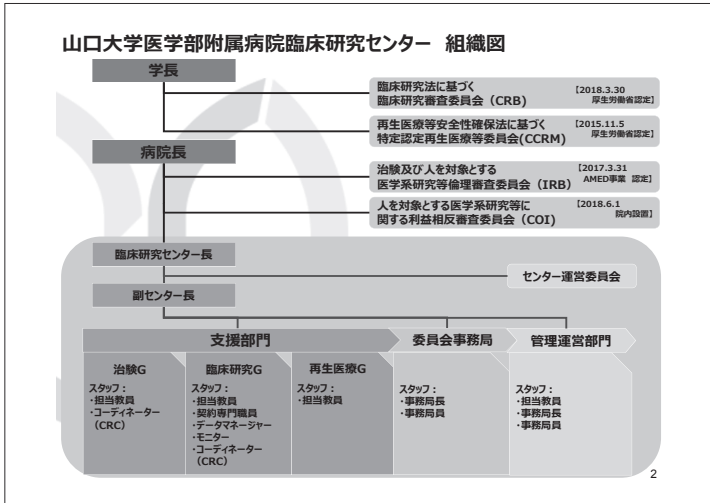 山口大学医学部附属病院臨床研究センター 組織図
学長
臨床研究法に基づく
臨床研究審査委員会（CRB）
【2018.3.30
厚生労働省認定】
再生医療等安全性確保法に基づく
特定認定再生医療等委員会(CCRM)
【2015.11.5
厚生労働省認定】
病院長
治験及び人を対象とする
医学系研究等倫理審査委員会（IRB）
【2017.3.31
AMED事業 認定】
人を対象とする医学系研究等に
関する利益相反審査委員会（COI）
【2018.6.1
院内設置】
臨床研究センター長
センター運営委員会
副センター長
支援部門
委員会事務局
管理運営部門
治験G
スタッフ：
・担当教員
・コーディネーター
（CRC）
臨床研究G
スタッフ：
・担当教員
・契約専門職員
・データマネージャー
・モニター
・コーディネーター
（CRC）
再生医療G
スタッフ：
・担当教員
スタッフ：
・事務局長
・事務局員
スタッフ：
・担当教員
・事務局長
・事務局員
2